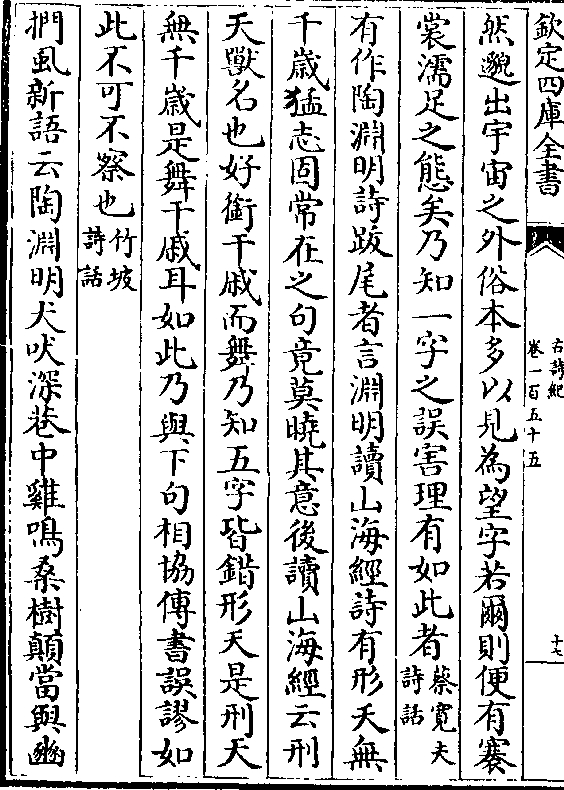 欽定四庫全書
古詩紀
卷一百五十五
十七
然邈出宇宙之外俗本多以見為望字若爾則便有褰
裳濡足之態矣乃知一字之誤害理有如此者蔡寬夫
詩話
有作陶淵明詩跋尾者言淵明讀山海經詩有形夭無
千歲猛志固常在之句竟莫曉其意後讀山海經云刑
天獸名也好銜干戚而舞乃知五字皆錯形夭是刑天
無千歲是舞干戚耳如此乃與下句相協傳書誤謬如
此不可不察也竹坡
詩話
捫風新語云陶淵明犬吠深巷中雞鳴桑樹顛當與豳